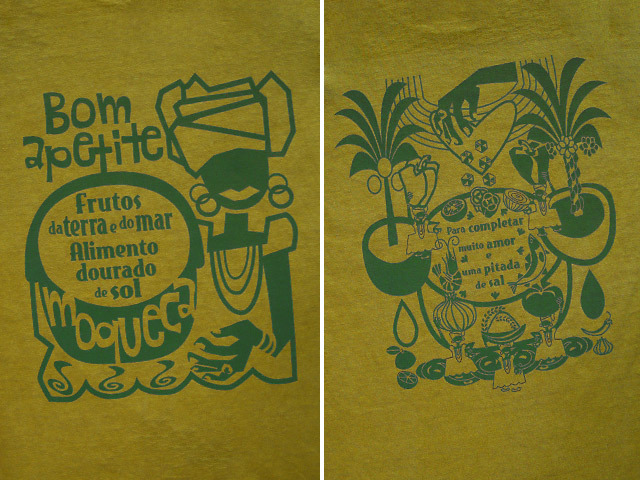 Bom
apetite
Frutos
da terra e do mar
Alimento
dourado
de sol
moqueca
Para completar
muito amor
e
uma pitada
de sal